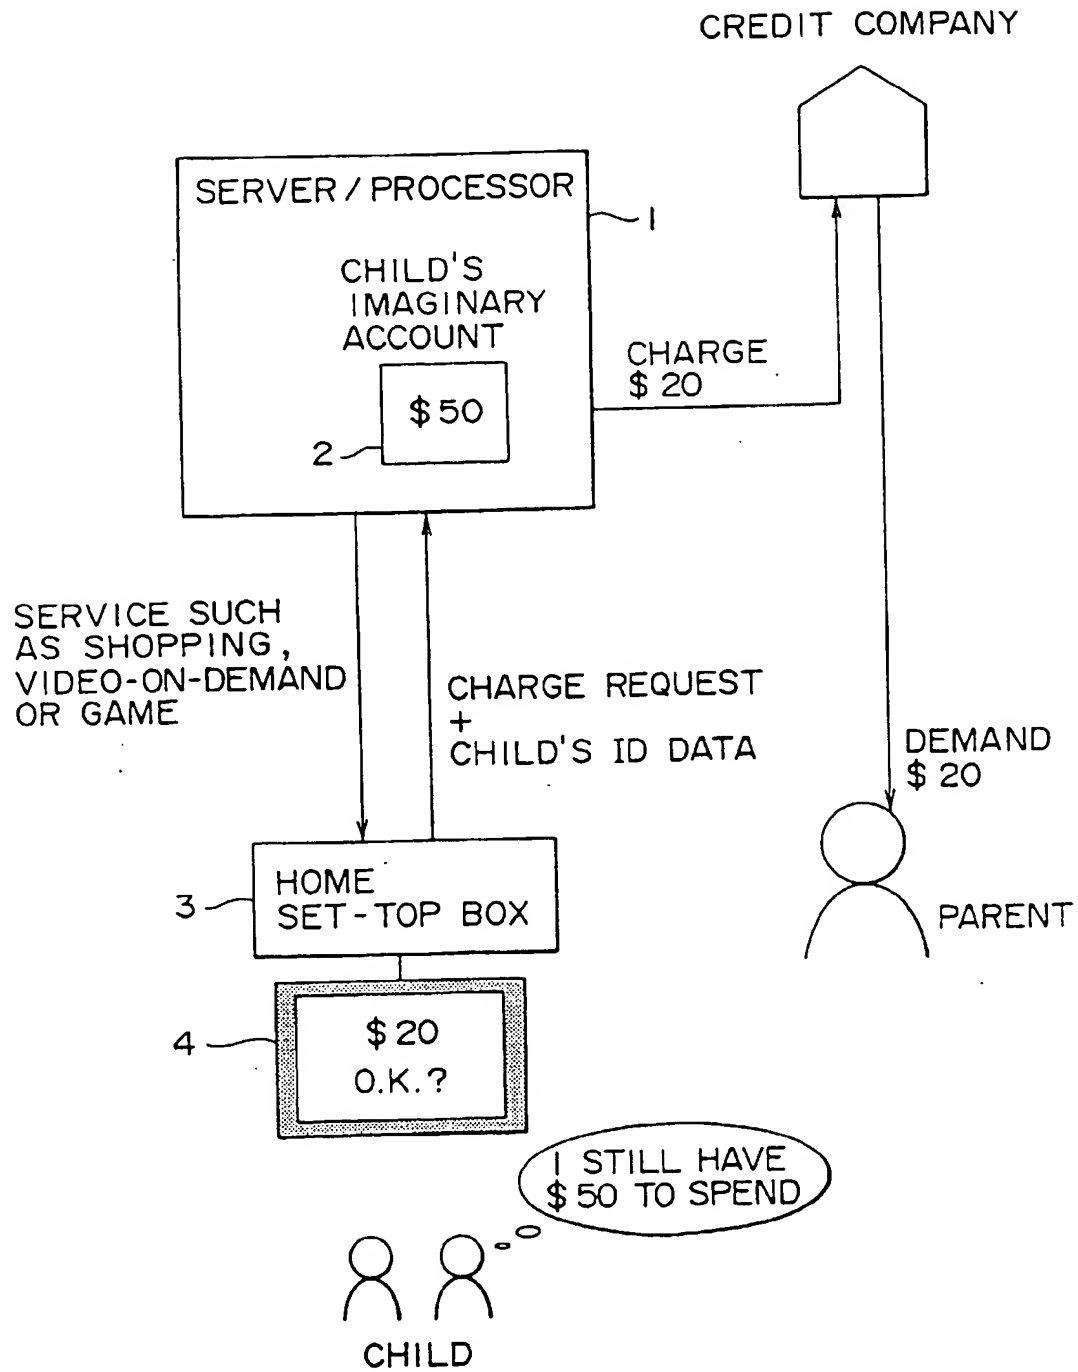 CREDIT COMPANY
SERVER / PROCESSOR
1
CHILD'S
IMAGINARY
ACCOUNT
$ 50
2
CHARGE
$ 20
SERVICE SUCH
AS SHOPPING,
VIDEO-ON-DEMAND
OR GAME
CHARGE REQUEST
+
CHILD'S ID DATA
DEMAND
$ 20
PARENT
HOME
SET-TOP BOX
3
$ 20
O.K.?
4
I STILL HAVE
$ 50 TO SPEND
CHILD